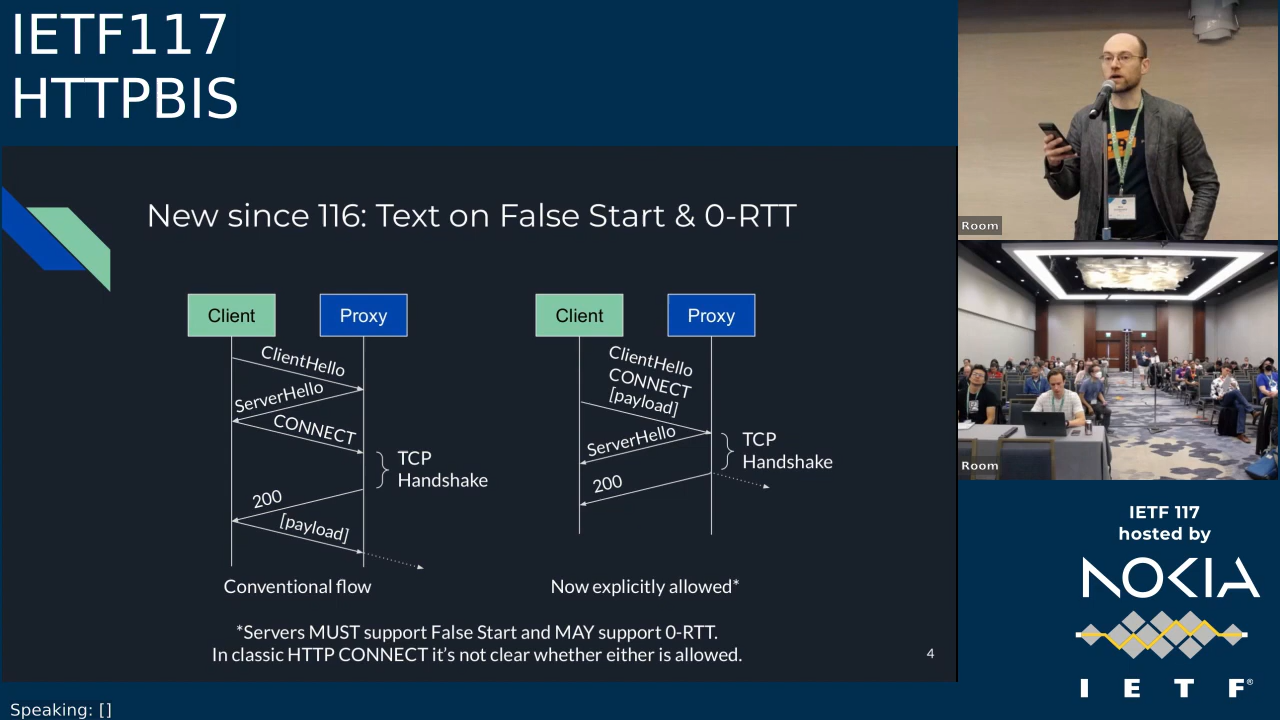 IETF117
HTTPBIS
New since 116: Text on False Start & 0-RTT
Client
Proxy
ClientHello
ServerHello
CONNECT
TCP
Handshake
200
[payload]
Conventional flow
Client
Proxy
ClientHello
CONNECT
[payload]
ServerHello
TCP
Handshake
200
Now explicitly allowed*
*Servers MUST support False Start and MAY support 0-RTT.
In classic HTTP CONNECT it's not clear whether either is allowed.
4
Room
Room
IETF 117
hosted by
NOKIA
I E T F®
Speaking: []